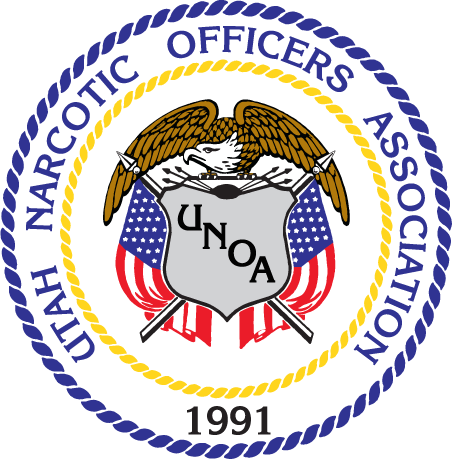 UTAH NARCOTIC OFFICERS ASSOCIATION
UNOA
1991